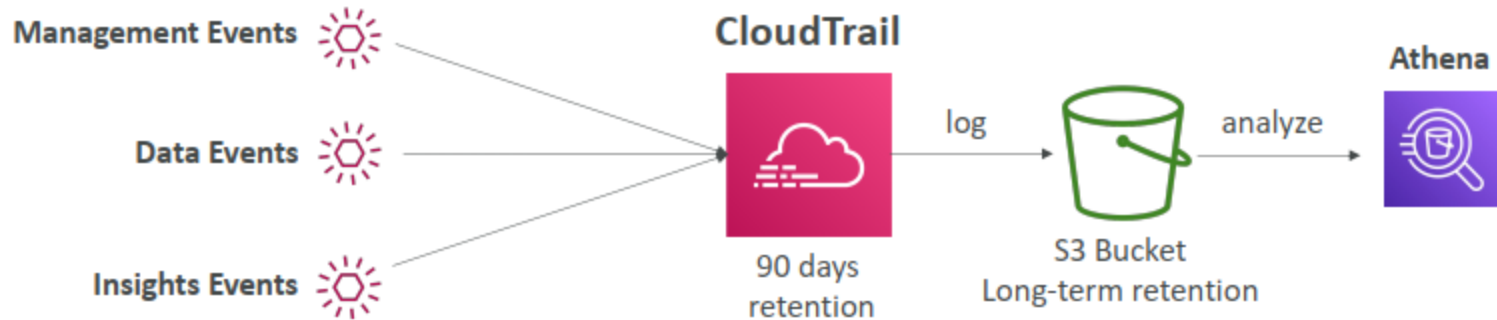 Management Events
Data Events
Insights Events
CloudTrail
90 days
retention
log
S3 Bucket
Long-term retention
analyze
Athena